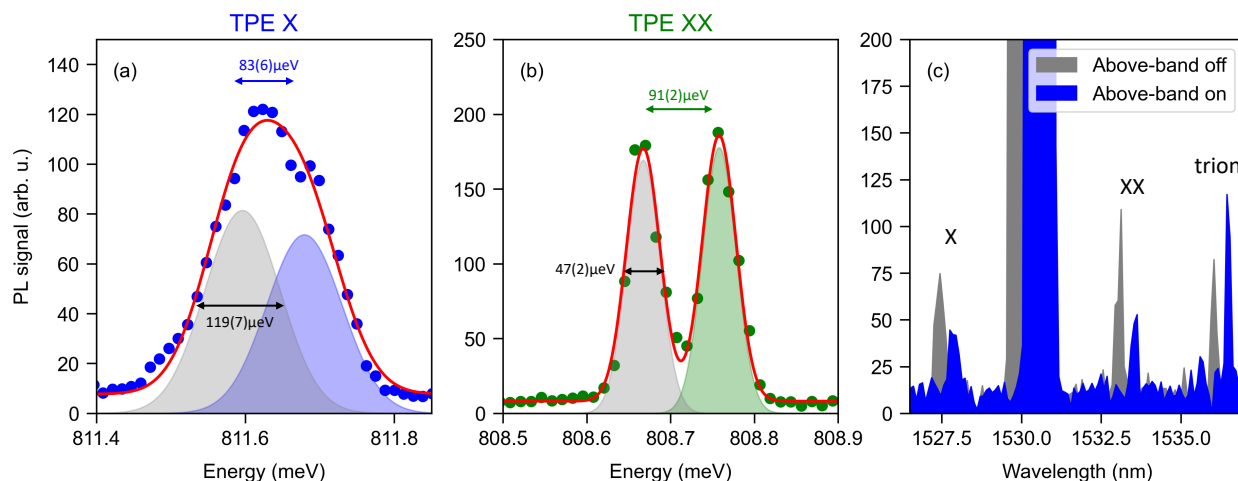 TPE X
(a)
83(6)µeV
119(7)µeV
PL signal (arb. u.)
140
120
100
80
60
40
20
0
811.4
811.6
811.8
Energy (meV)
TPE XX
(b)
91(2)µeV
47(2)µeV
250
200
150
100
50
0
808.5
808.6
808.7
808.8
808.9
Energy (meV)
(c)
Above-band off
Above-band on
X
XX
trion
200
175
150
125
100
75
50
25
0
1527.5
1530.0
1532.5
1535.0
Wavelength (nm)